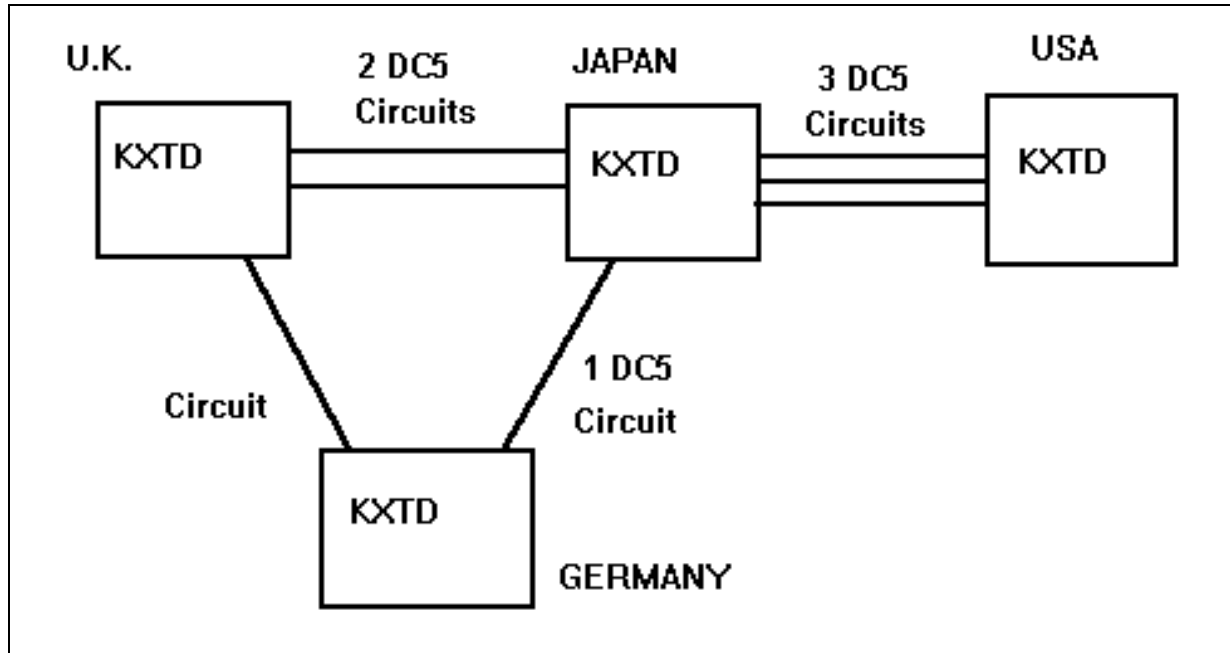 U.K.
2 DC5
Circuits
JAPAN
3 DC5
Circuits
USA
KXTD
KXTD
KXTD
Circuit
1 DC5
Circuit
KXTD
GERMANY